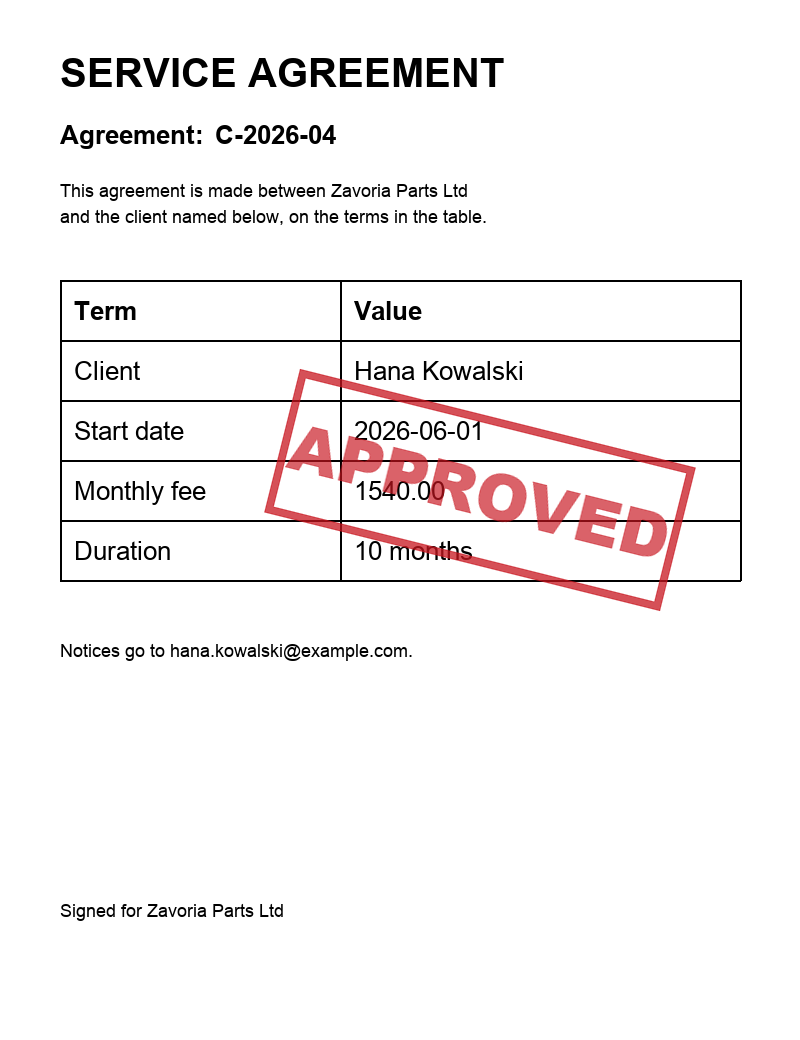 SERVICE AGREEMENT
Agreement: C-2026-04
This agreement is made between Zavoria Parts Ltd
and the client named below, on the terms in the table.
Term Value
Client Hana Kowalski
Start date 2026-06-01
Monthly fee 1540.00
Duration 10 months
APPROVED
Notices go to hana.kowalski@example.com.
Signed for Zavoria Parts Ltd